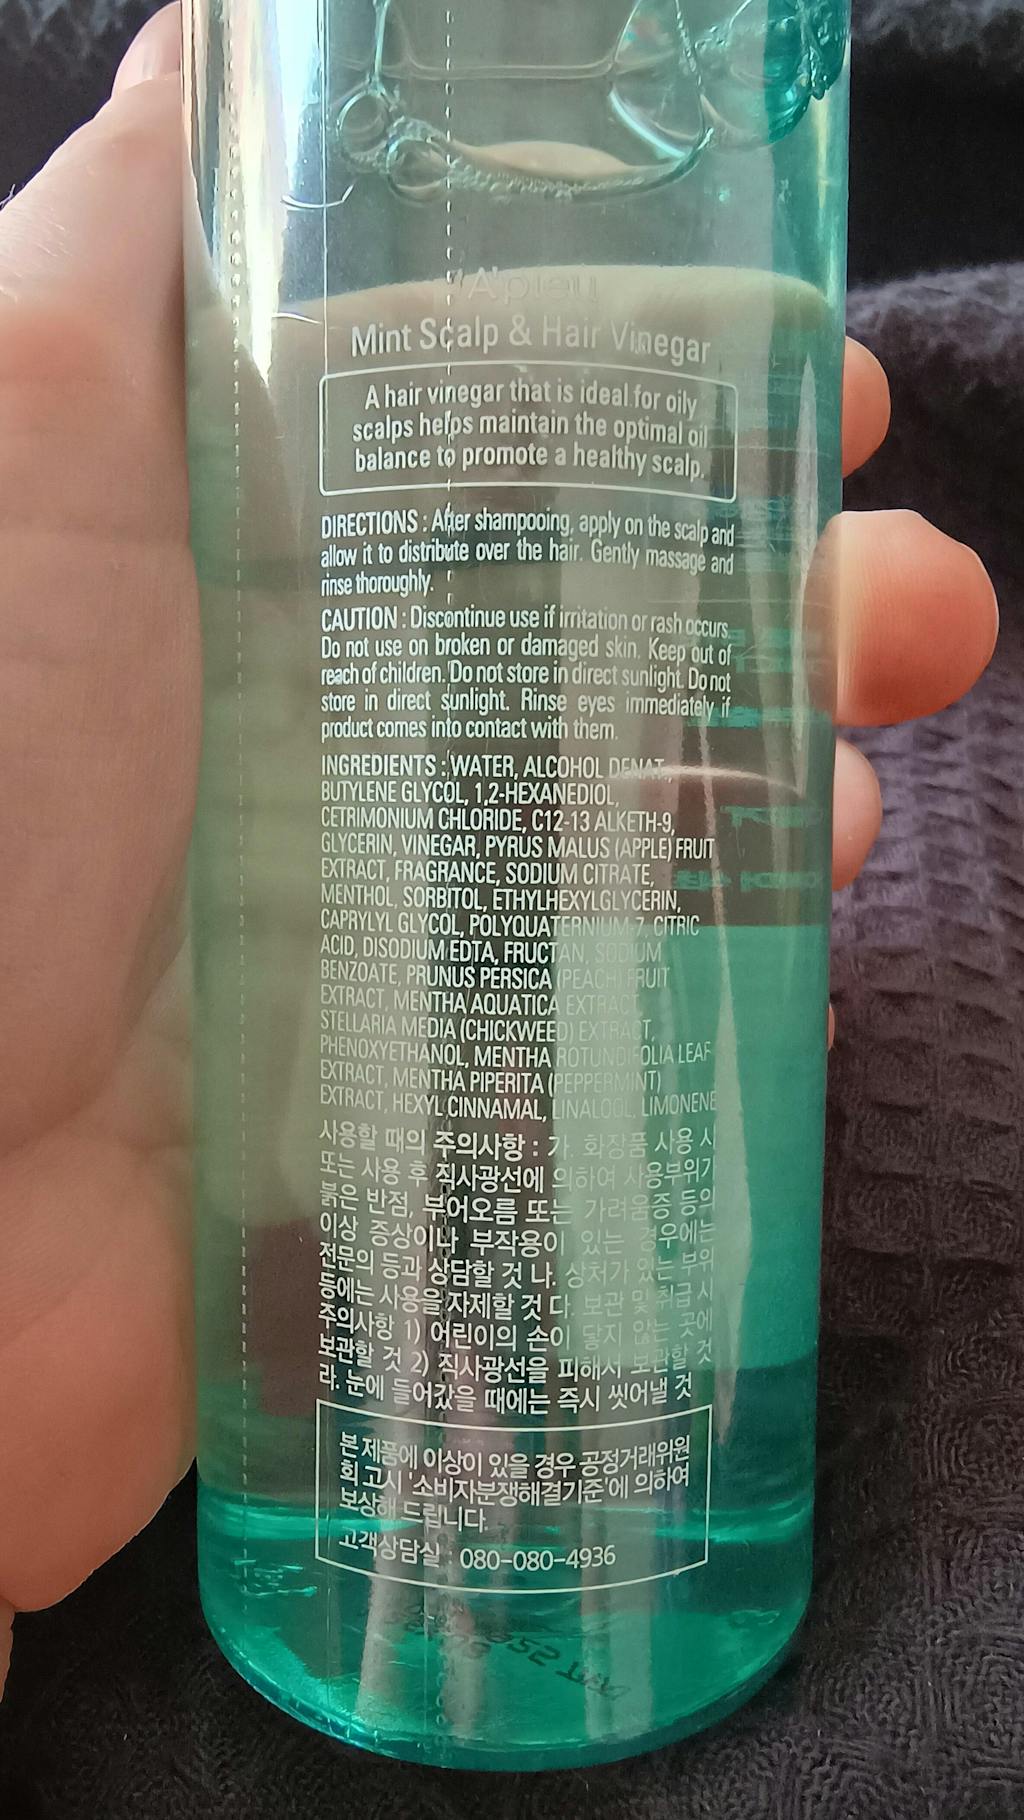 A'pieu
Mint Scalp & Hair Vinegar
A hair vinegar that is ideal for oily
scalps helps maintain the optimal oil
balance to promote a healthy scalp.
DIRECTIONS : After shampooing, apply on the scalp and
allow it to distribute over the hair. Gently massage and
rinse thoroughly.
CAUTION : Discontinue use if irritation or rash occurs.
Do not use on broken or damaged skin. Keep out of
reach of children. Do not store in direct sunlight. Do not
store in direct sunlight. Rinse eyes immediately if
product comes into contact with them.
INGREDIENTS : WATER, ALCOHOL DENAT.,
BUTYLENE GLYCOL, 1,2-HEXANEDIOL,
CETRIMONIUM CHLORIDE, C12-13 ALKETH-9,
GLYCERIN, VINEGAR, PYRUS MALUS (APPLE) FRUIT
EXTRACT, FRAGRANCE, SODIUM CITRATE,
MENTHOL, SORBITOL, ETHYLHEXYLGLYCERIN,
CAPRYLYL GLYCOL, POLYQUATERNIUM-7, CITRIC
ACID, DISODIUM EDTA, FRUCTAN, SODIUM
BENZOATE, PRUNUS PERSICA (PEACH) FRUIT
EXTRACT, MENTHA AQUATICA EXTRACT,
STELLARIA MEDIA (CHICKWEED) EXTRACT,
PHENOXYETHANOL, MENTHA ROTUNDIFOLIA LEAF
EXTRACT, MENTHA PIPERITA (PEPPERMINT)
EXTRACT, HEXYL CINNAMAL, LINALOOL, LIMONENE
사용할 때의 주의사항 : 가. 화장품 사용 시
또는 사용 후 직사광선에 의하여 사용부위가
붉은 반점, 부어오름 또는 가려움증 등의
이상 증상이나 부작용이 있는 경우에는
전문의 등과 상담할 것 나. 상처가 있는 부위
등에는 사용을 자제할 것 다. 보관 및 취급 시
주의사항 1) 어린이의 손이 닿지 않는 곳에
보관할 것 2) 직사광선을 피해서 보관할 것
라. 눈에 들어갔을 때에는 즉시 씻어낼 것
본 제품에 이상이 있을 경우 공정거래위원
회 고시 '소비자분쟁해결기준'에 의하여
보상해 드립니다.
고객상담실 : 080-080-4936